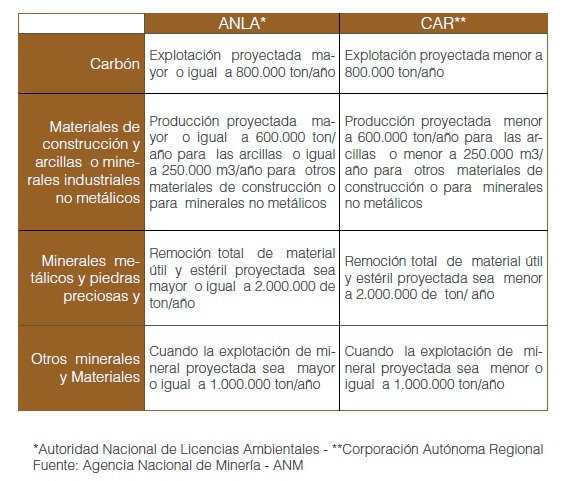 ANLA* CAR**
Carbón
Explotación proyectada ma-
yor o igual a 800.000 ton/año
Explotación proyectada menor a
800.000 ton/año
Materiales de
construcción y
arcillas o mine-
rales industriales
no metálicos
Producción proyectada ma-
yor o igual a 600.000 ton/
año para las arcillas o igual
a 250.000 m3/año para otros
materiales de construcción o
para minerales no metálicos
Producción proyectada menor
a 600.000 ton/año para las ar-
cillas o menor a 250.000 m3/
año para otros materiales de
construcción o para minerales
no metálicos
Minerales me-
tálicos y piedras
preciosas y
Remoción total de material
útil y estéril proyectada sea
mayor o igual a 2.000.000 de
ton/año
Remoción total de material útil
y estéril proyectada sea menor
a 2.000.000 de ton/ año
Otros minerales
y Materiales
Cuando la explotación de mi-
neral proyectada sea mayor
o igual a 1.000.000 ton/año
Cuando la explotación de mi-
neral proyectada sea menor o
igual a 1.000.000 ton/año
*Autoridad Nacional de Licencias Ambientales - **Corporación Autónoma Regional
Fuente: Agencia Nacional de Minería - ANM